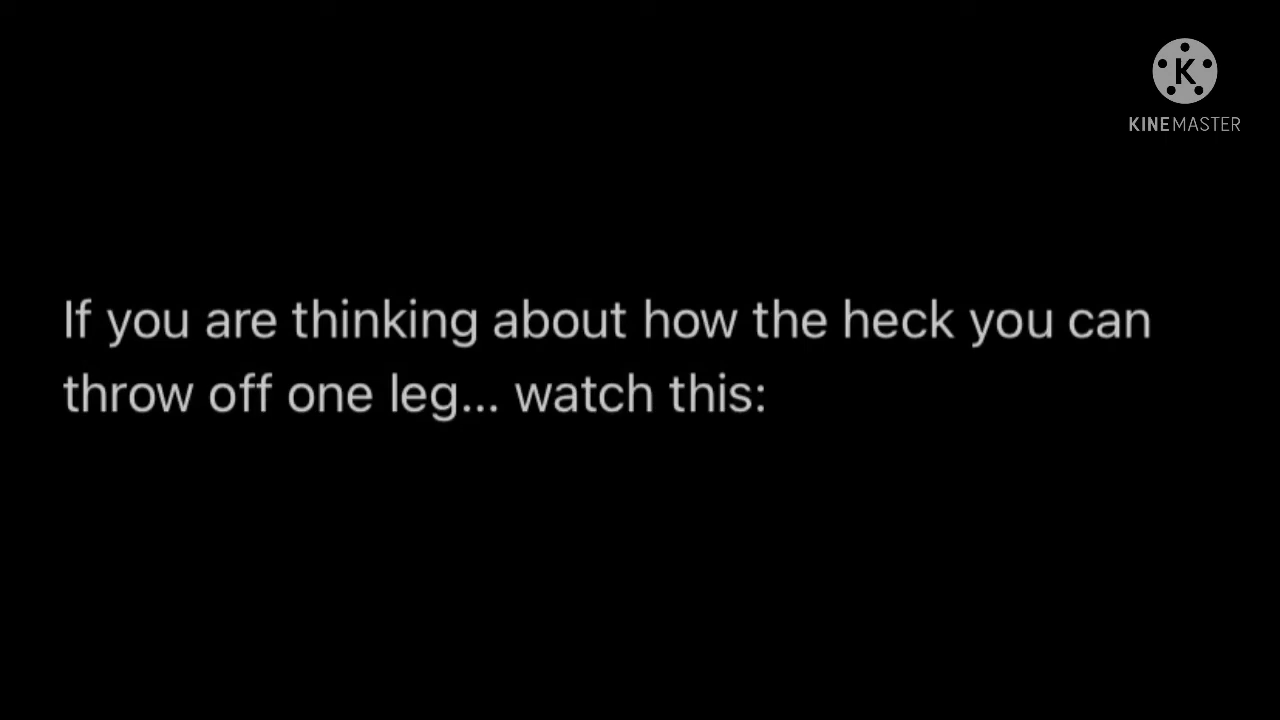 K
KINEMASTER
If you are thinking about how the heck you can
throw off one leg... watch this: